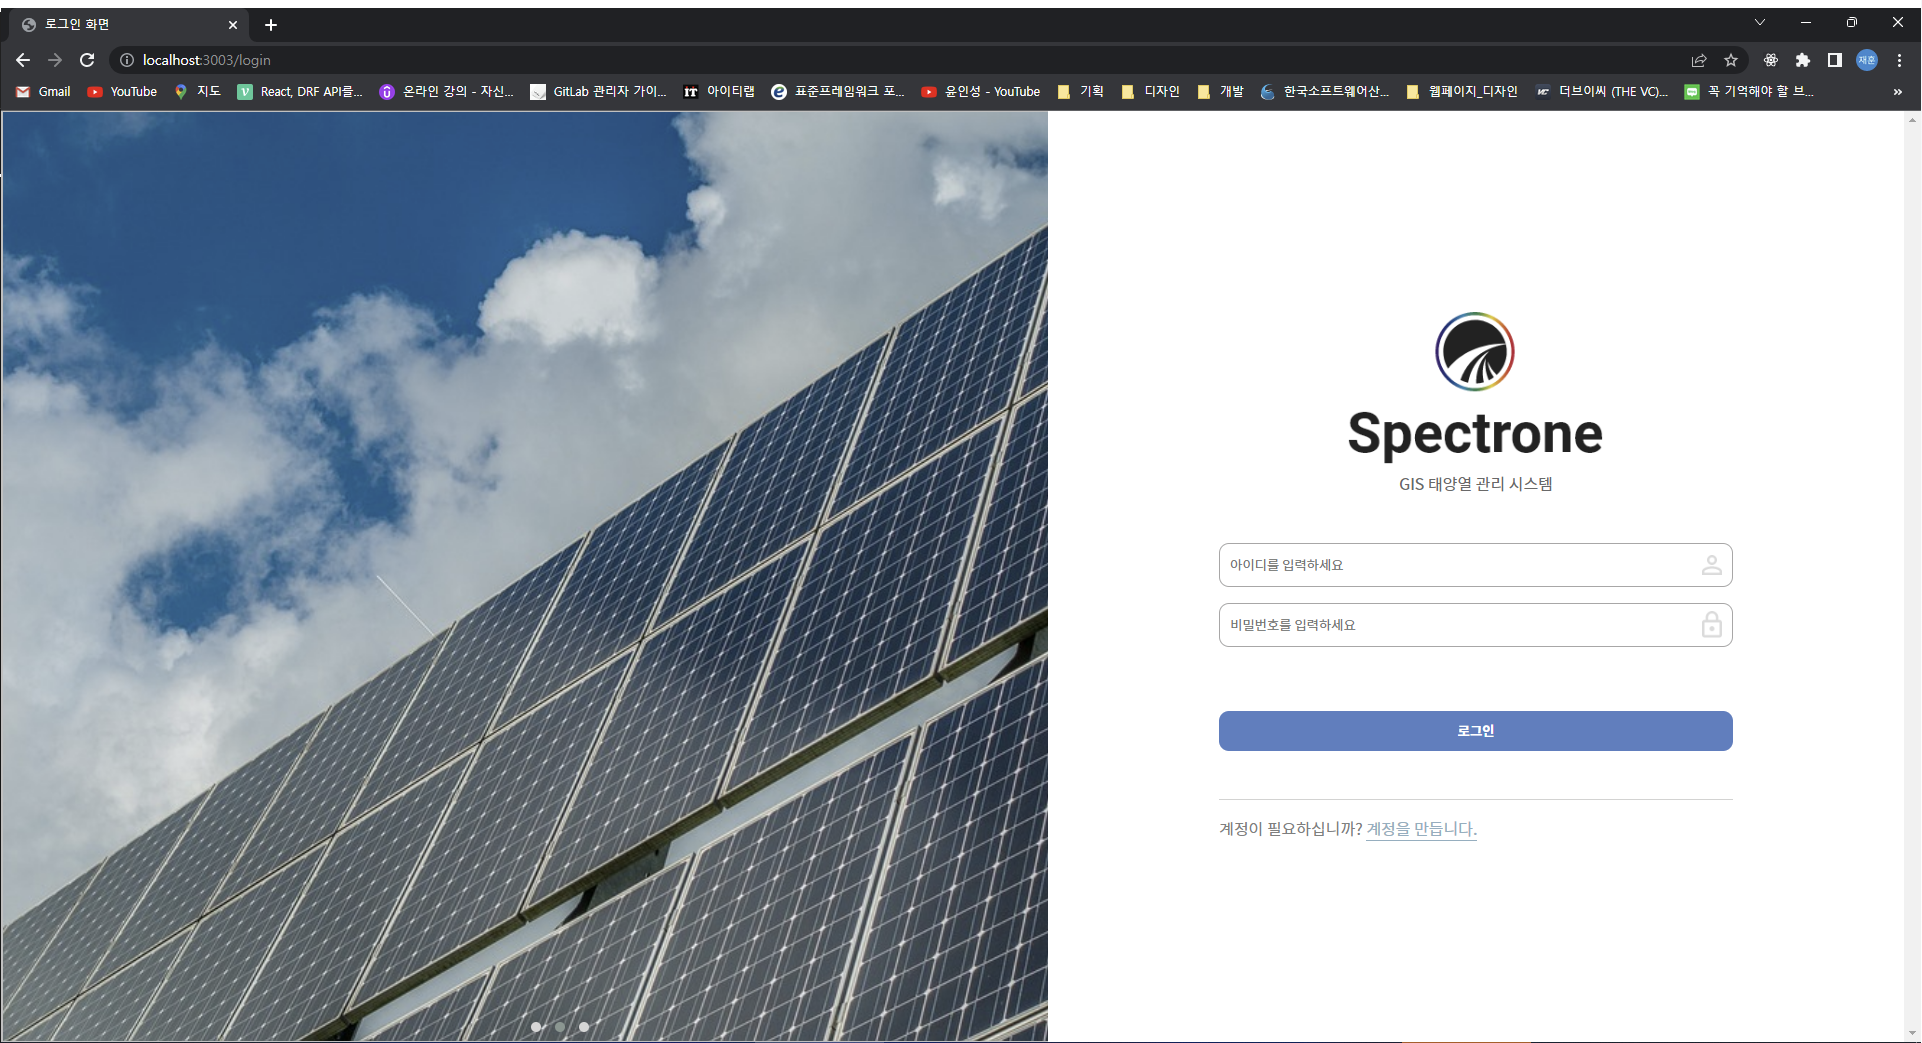 로그인 화면
localhost:3003/login
재훈
Gmail YouTube 지도 React, DRF API를... 온라인 강의 - 자신... GitLab 관리자 가이... 아이티랩 표준프레임워크 포... 윤인성 - YouTube 기획 디자인 개발 한국소프트웨어산... 웹페이지_디자인 더브이씨 (THE VC)... 꼭 기억해야 할 브...
Spectrone
GIS 태양열 관리 시스템
아이디를 입력하세요
비밀번호를 입력하세요
로그인
계정이 필요하십니까? 계정을 만듭니다.